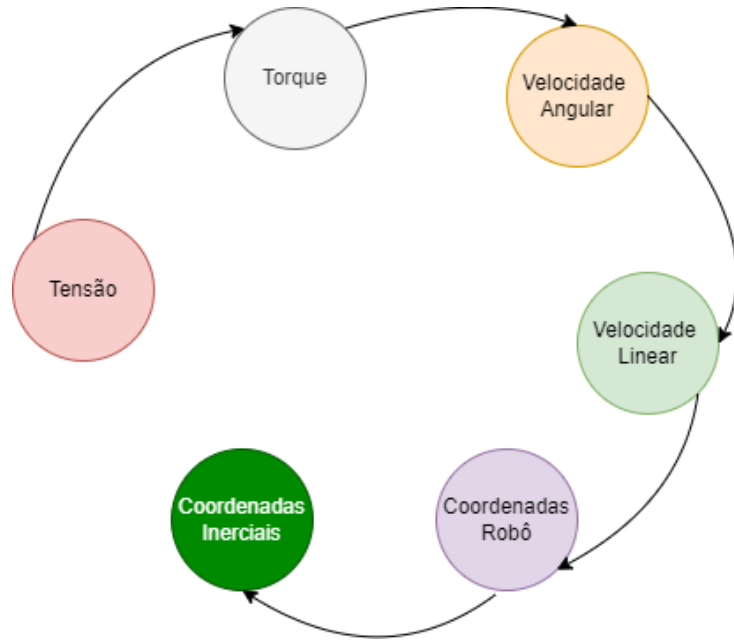 Torque
Velocidade
Angular
Tensão
Velocidade
Linear
Coordenadas
Inerciais
Coordenadas
Robô